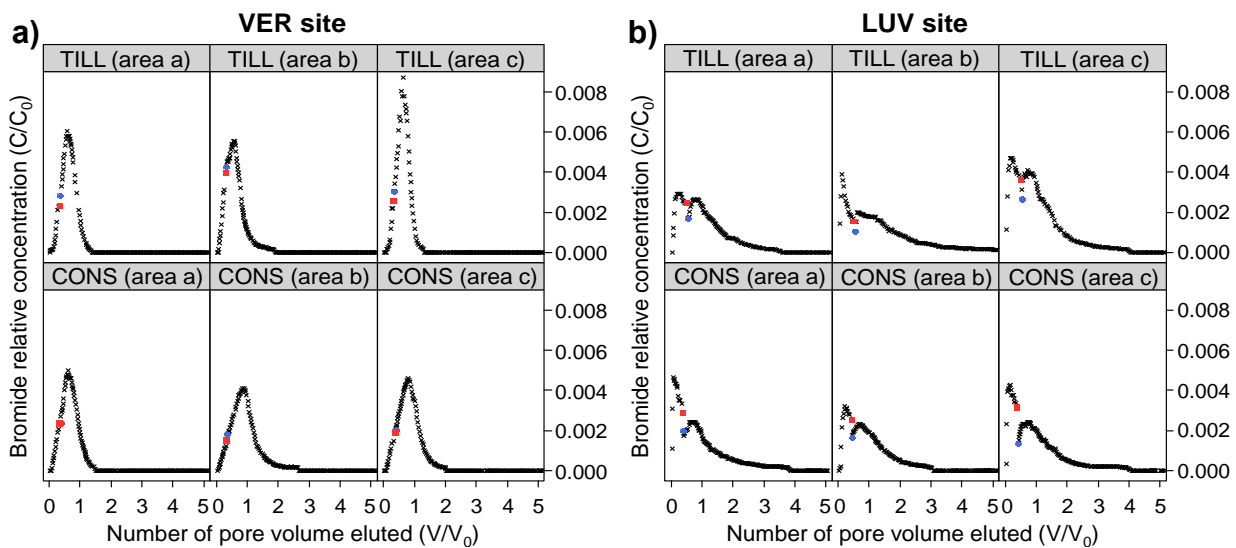 a) VER site
TILL (area a) TILL (area b) TILL (area c)
0.008
0.006
0.004
0.002
0.000
CONS (area a) CONS (area b) CONS (area c)
0.008
0.006
0.004
0.002
0.000
0 1 2 3 4 5 0 1 2 3 4 5 0 1 2 3 4 5
Number of pore volume eluted (V/V₀)
Bromide relative concentration (C/C₀)
b) LUV site
TILL (area a) TILL (area b) TILL (area c)
0.008
0.006
0.004
0.002
0.000
CONS (area a) CONS (area b) CONS (area c)
0.008
0.006
0.004
0.002
0.000
0 1 2 3 4 5 0 1 2 3 4 5 0 1 2 3 4 5
Number of pore volume eluted (V/V₀)
Bromide relative concentration (C/C₀)